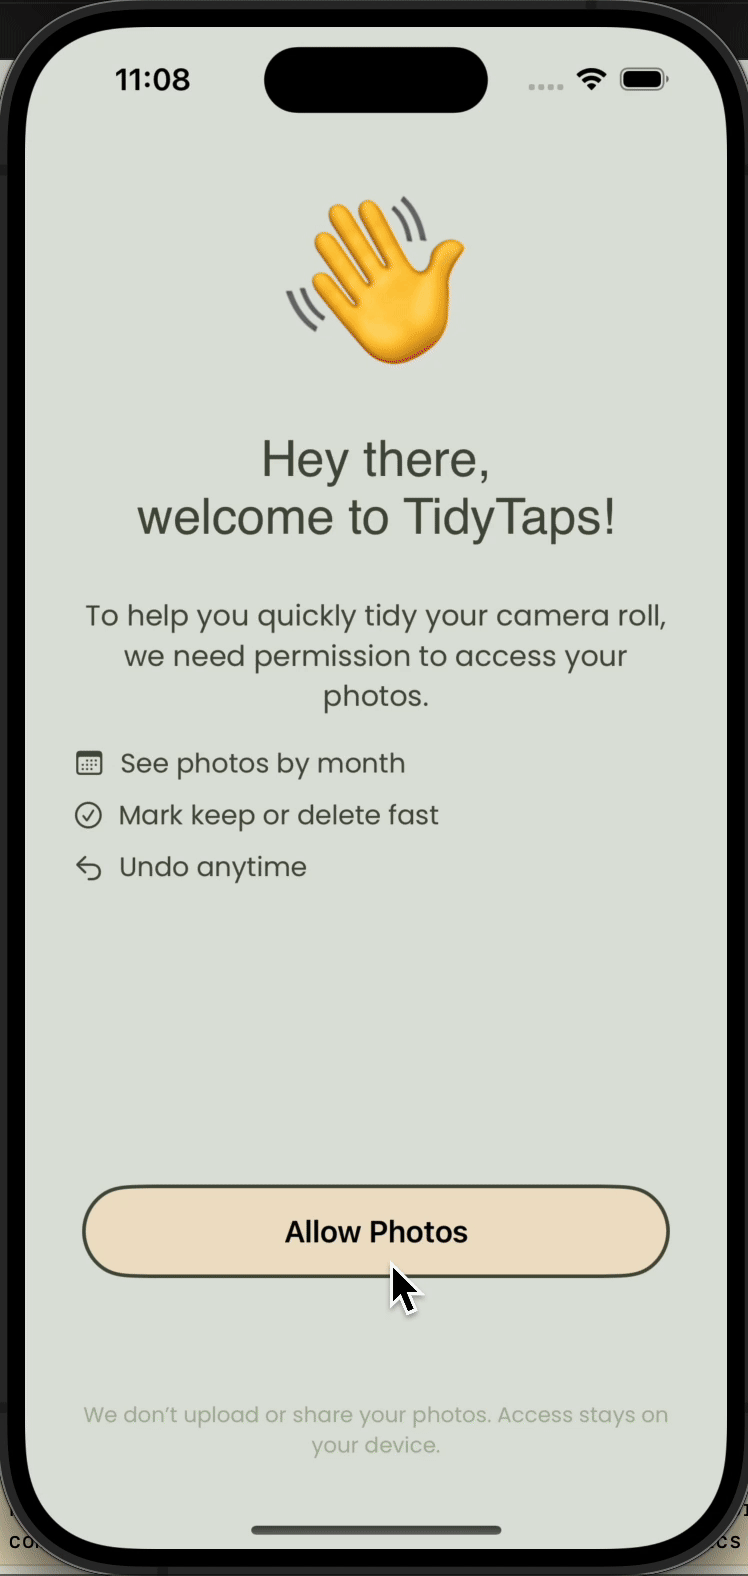 11:08
Hey there,
welcome to TidyTaps!
To help you quickly tidy your camera roll,
we need permission to access your
photos.
See photos by month
Mark keep or delete fast
Undo anytime
Allow Photos
We don’t upload or share your photos. Access stays on
your device.